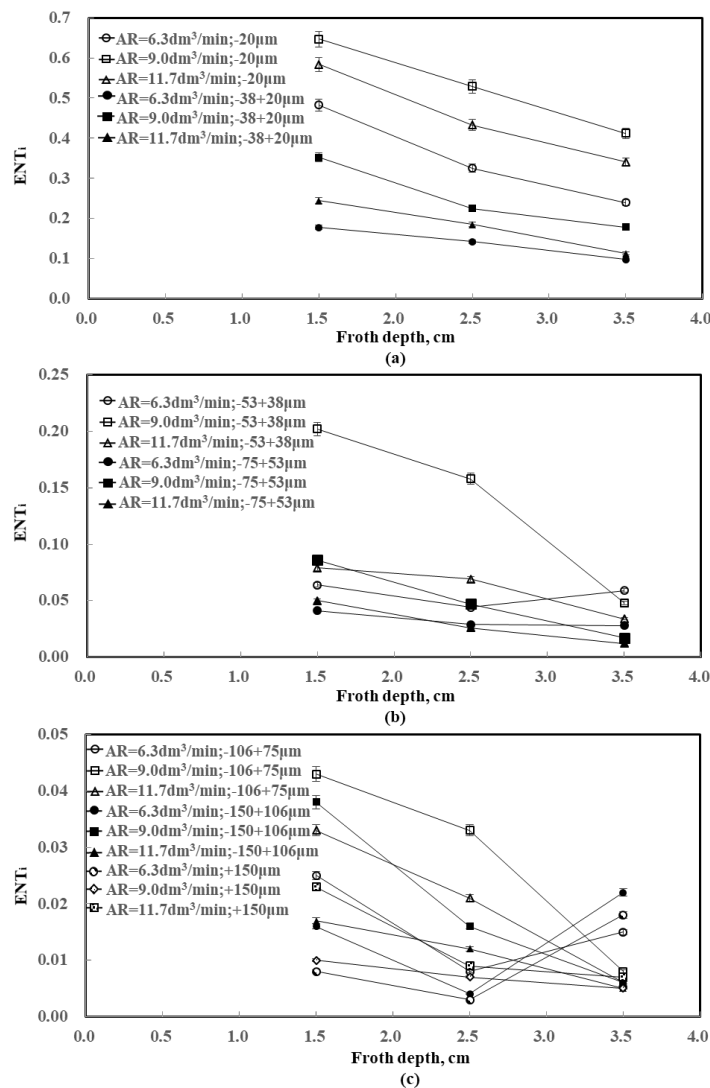 0.7
AR=6.3dm³/min;-20μm
0.6
AR=9.0dm³/min;-20μm
AR=11.7dm³/min;-20μm
0.5
AR=6.3dm³/min;-38+20μm
AR=9.0dm³/min;-38+20μm
0.4
AR=11.7dm³/min;-38+20μm
ENTᵢ
0.3
0.2
0.1
0.0
0.0 0.5 1.0 1.5 2.0 2.5 3.0 3.5 4.0
Froth depth, cm
(a)
0.25
AR=6.3dm³/min;-53+38μm
AR=9.0dm³/min;-53+38μm
0.20
AR=11.7dm³/min;-53+38μm
AR=6.3dm³/min;-75+53μm
AR=9.0dm³/min;-75+53μm
0.15
AR=11.7dm³/min;-75+53μm
ENTᵢ
0.10
0.05
0.00
0.0 0.5 1.0 1.5 2.0 2.5 3.0 3.5 4.0
Froth depth, cm
(b)
0.05
AR=6.3dm³/min;-106+75μm
AR=9.0dm³/min;-106+75μm
0.04
AR=11.7dm³/min;-106+75μm
AR=6.3dm³/min;-150+106μm
AR=9.0dm³/min;-150+106μm
0.03
AR=11.7dm³/min;-150+106μm
AR=6.3dm³/min;+150μm
AR=9.0dm³/min;+150μm
AR=11.7dm³/min;+150μm
ENTᵢ
0.02
0.01
0.00
0.0 0.5 1.0 1.5 2.0 2.5 3.0 3.5 4.0
Froth depth, cm
(c)